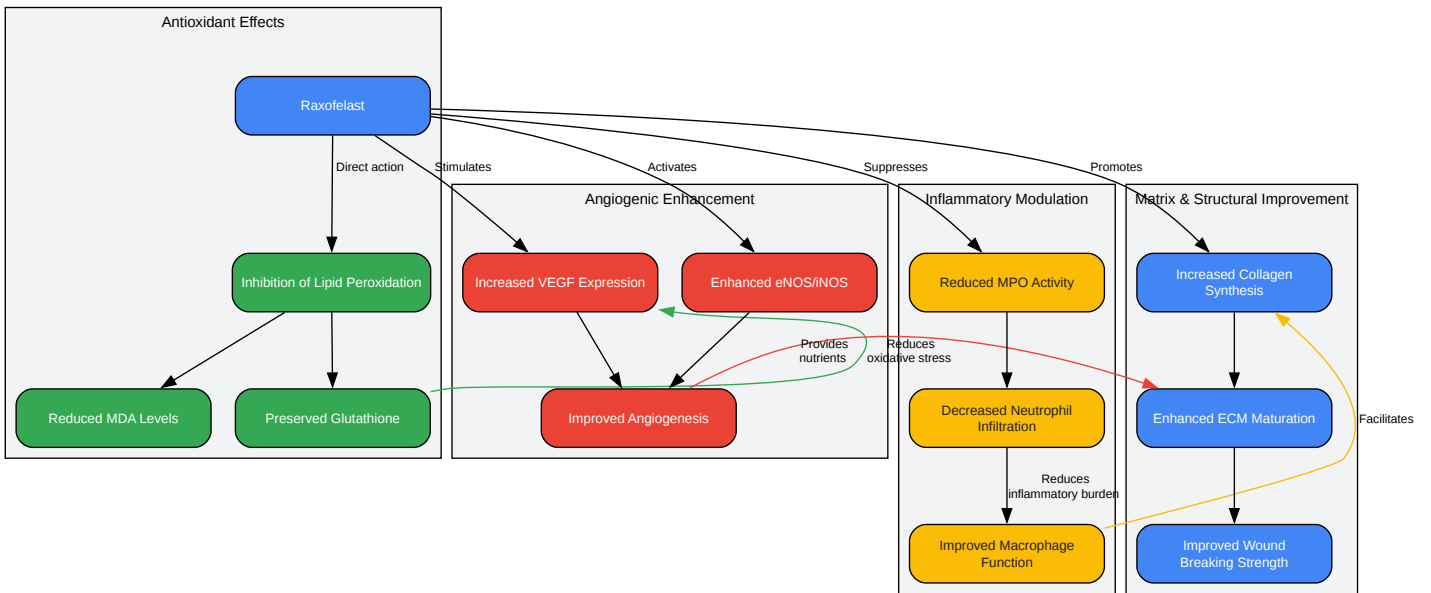 Antioxidant Effects
Raxofelast
Direct action
Stimulates
Activates
Suppresses
Promotes
Angiogenic Enhancement
Inflammatory Modulation
Matrix & Structural Improvement
Inhibition of Lipid Peroxidation
Increased VEGF Expression
Enhanced eNOS/iNOS
Reduced MPO Activity
Increased Collagen
Synthesis
Provides
nutrients
Reduces
oxidative stress
Reduced MDA Levels
Preserved Glutathione
Improved Angiogenesis
Decreased Neutrophil
Infiltration
Enhanced ECM Maturation
Facilitates
Reduces
inflammatory burden
Improved Macrophage
Function
Improved Wound
Breaking Strength